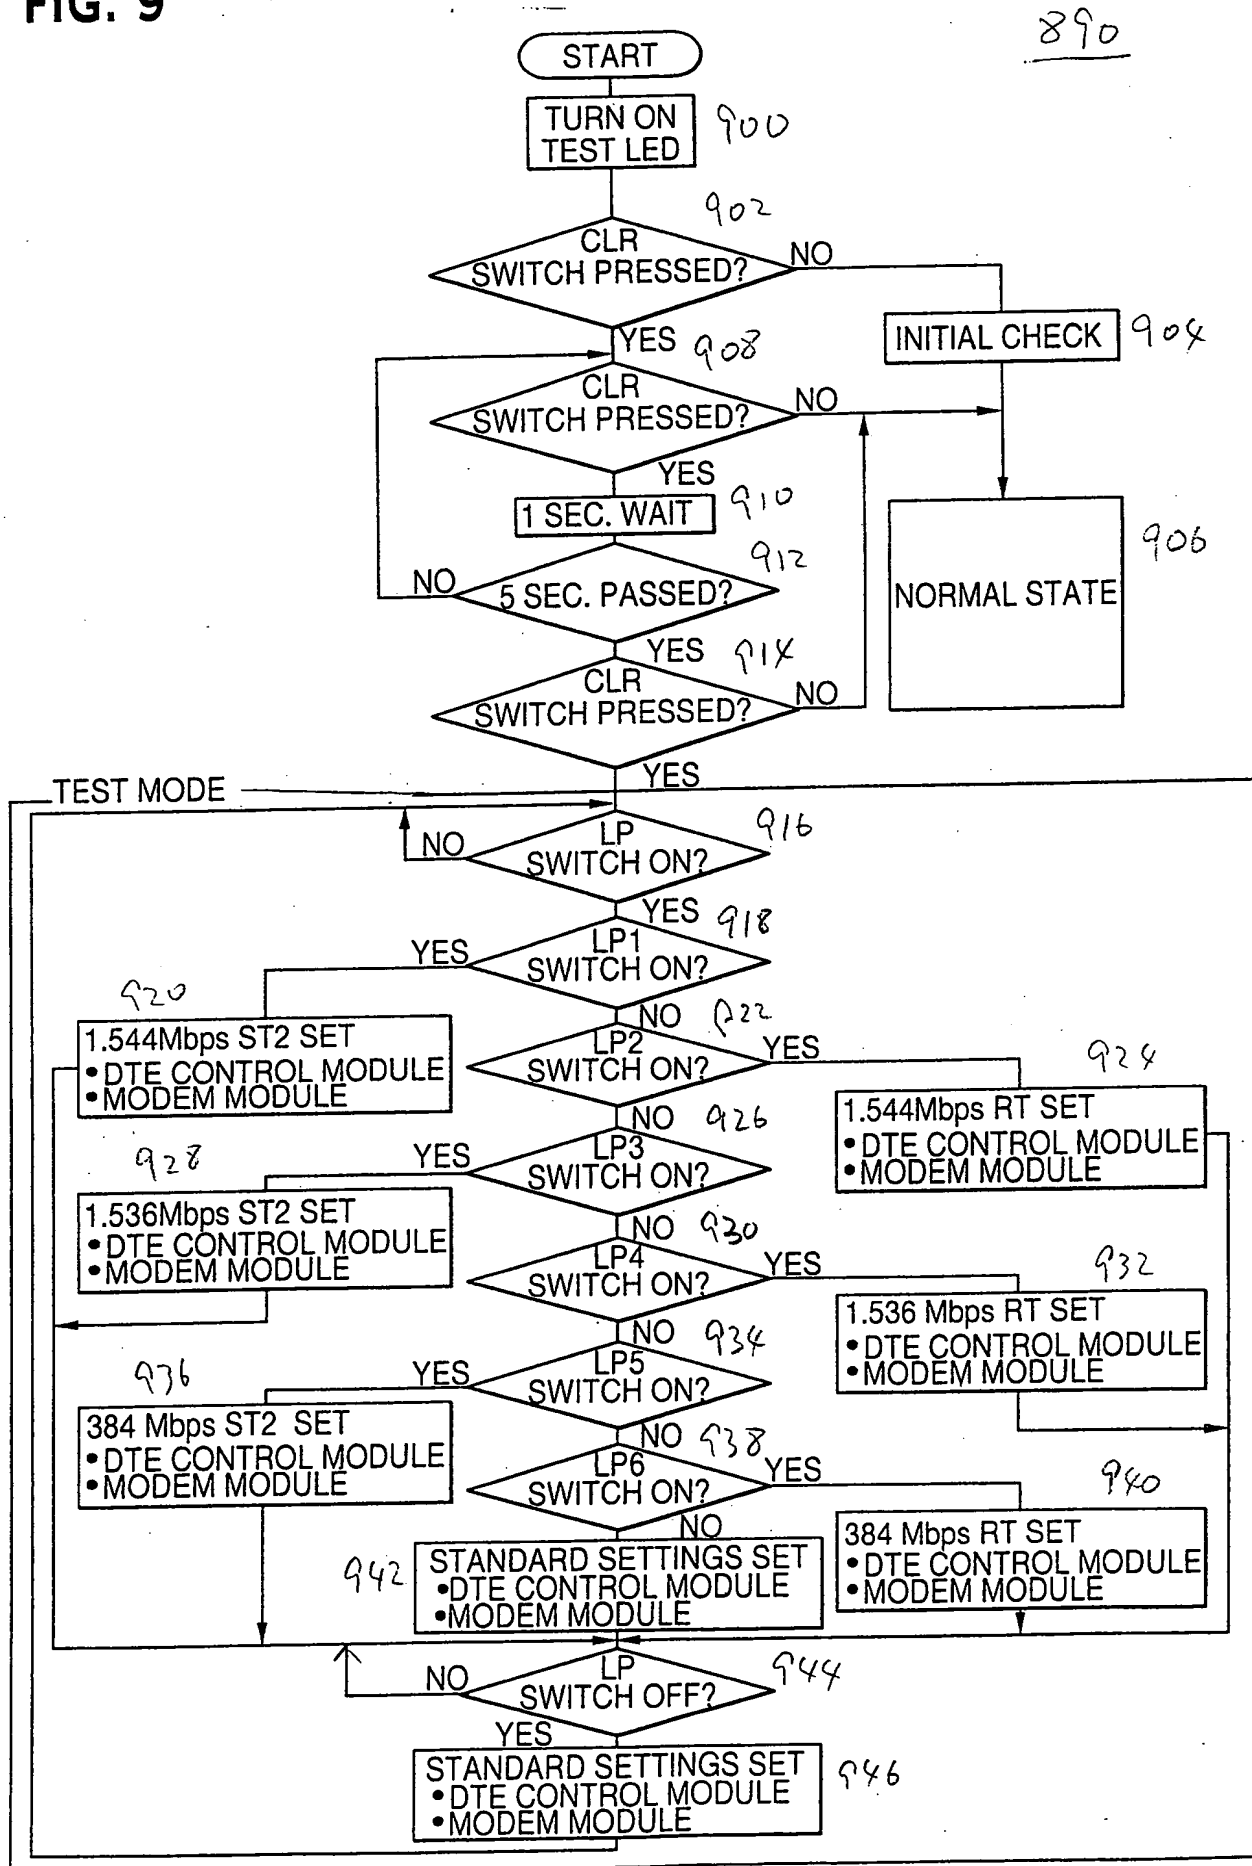 FIG. 9
890
START
TURN ON
TEST LED
900
902
CLR
SWITCH PRESSED?
NO
YES
INITIAL CHECK
904
908
CLR
SWITCH PRESSED?
NO
YES
1 SEC. WAIT
910
NORMAL STATE
906
912
5 SEC. PASSED?
NO
YES
914
CLR
SWITCH PRESSED?
NO
YES
TEST MODE
LP
SWITCH ON?
916
NO
YES
918
LP1
SWITCH ON?
YES
NO
920
1.544Mbps ST2 SET
•DTE CONTROL MODULE
•MODEM MODULE
922
LP2
SWITCH ON?
YES
NO
924
1.544Mbps RT SET
•DTE CONTROL MODULE
•MODEM MODULE
926
LP3
SWITCH ON?
YES
NO
928
1.536Mbps ST2 SET
•DTE CONTROL MODULE
•MODEM MODULE
930
LP4
SWITCH ON?
YES
NO
932
1.536 Mbps RT SET
•DTE CONTROL MODULE
•MODEM MODULE
934
LP5
SWITCH ON?
YES
NO
936
384 Mbps ST2 SET
•DTE CONTROL MODULE
•MODEM MODULE
938
LP6
SWITCH ON?
YES
NO
940
384 Mbps RT SET
•DTE CONTROL MODULE
•MODEM MODULE
942
STANDARD SETTINGS SET
•DTE CONTROL MODULE
•MODEM MODULE
LP
SWITCH OFF?
944
NO
YES
STANDARD SETTINGS SET
•DTE CONTROL MODULE
•MODEM MODULE
946